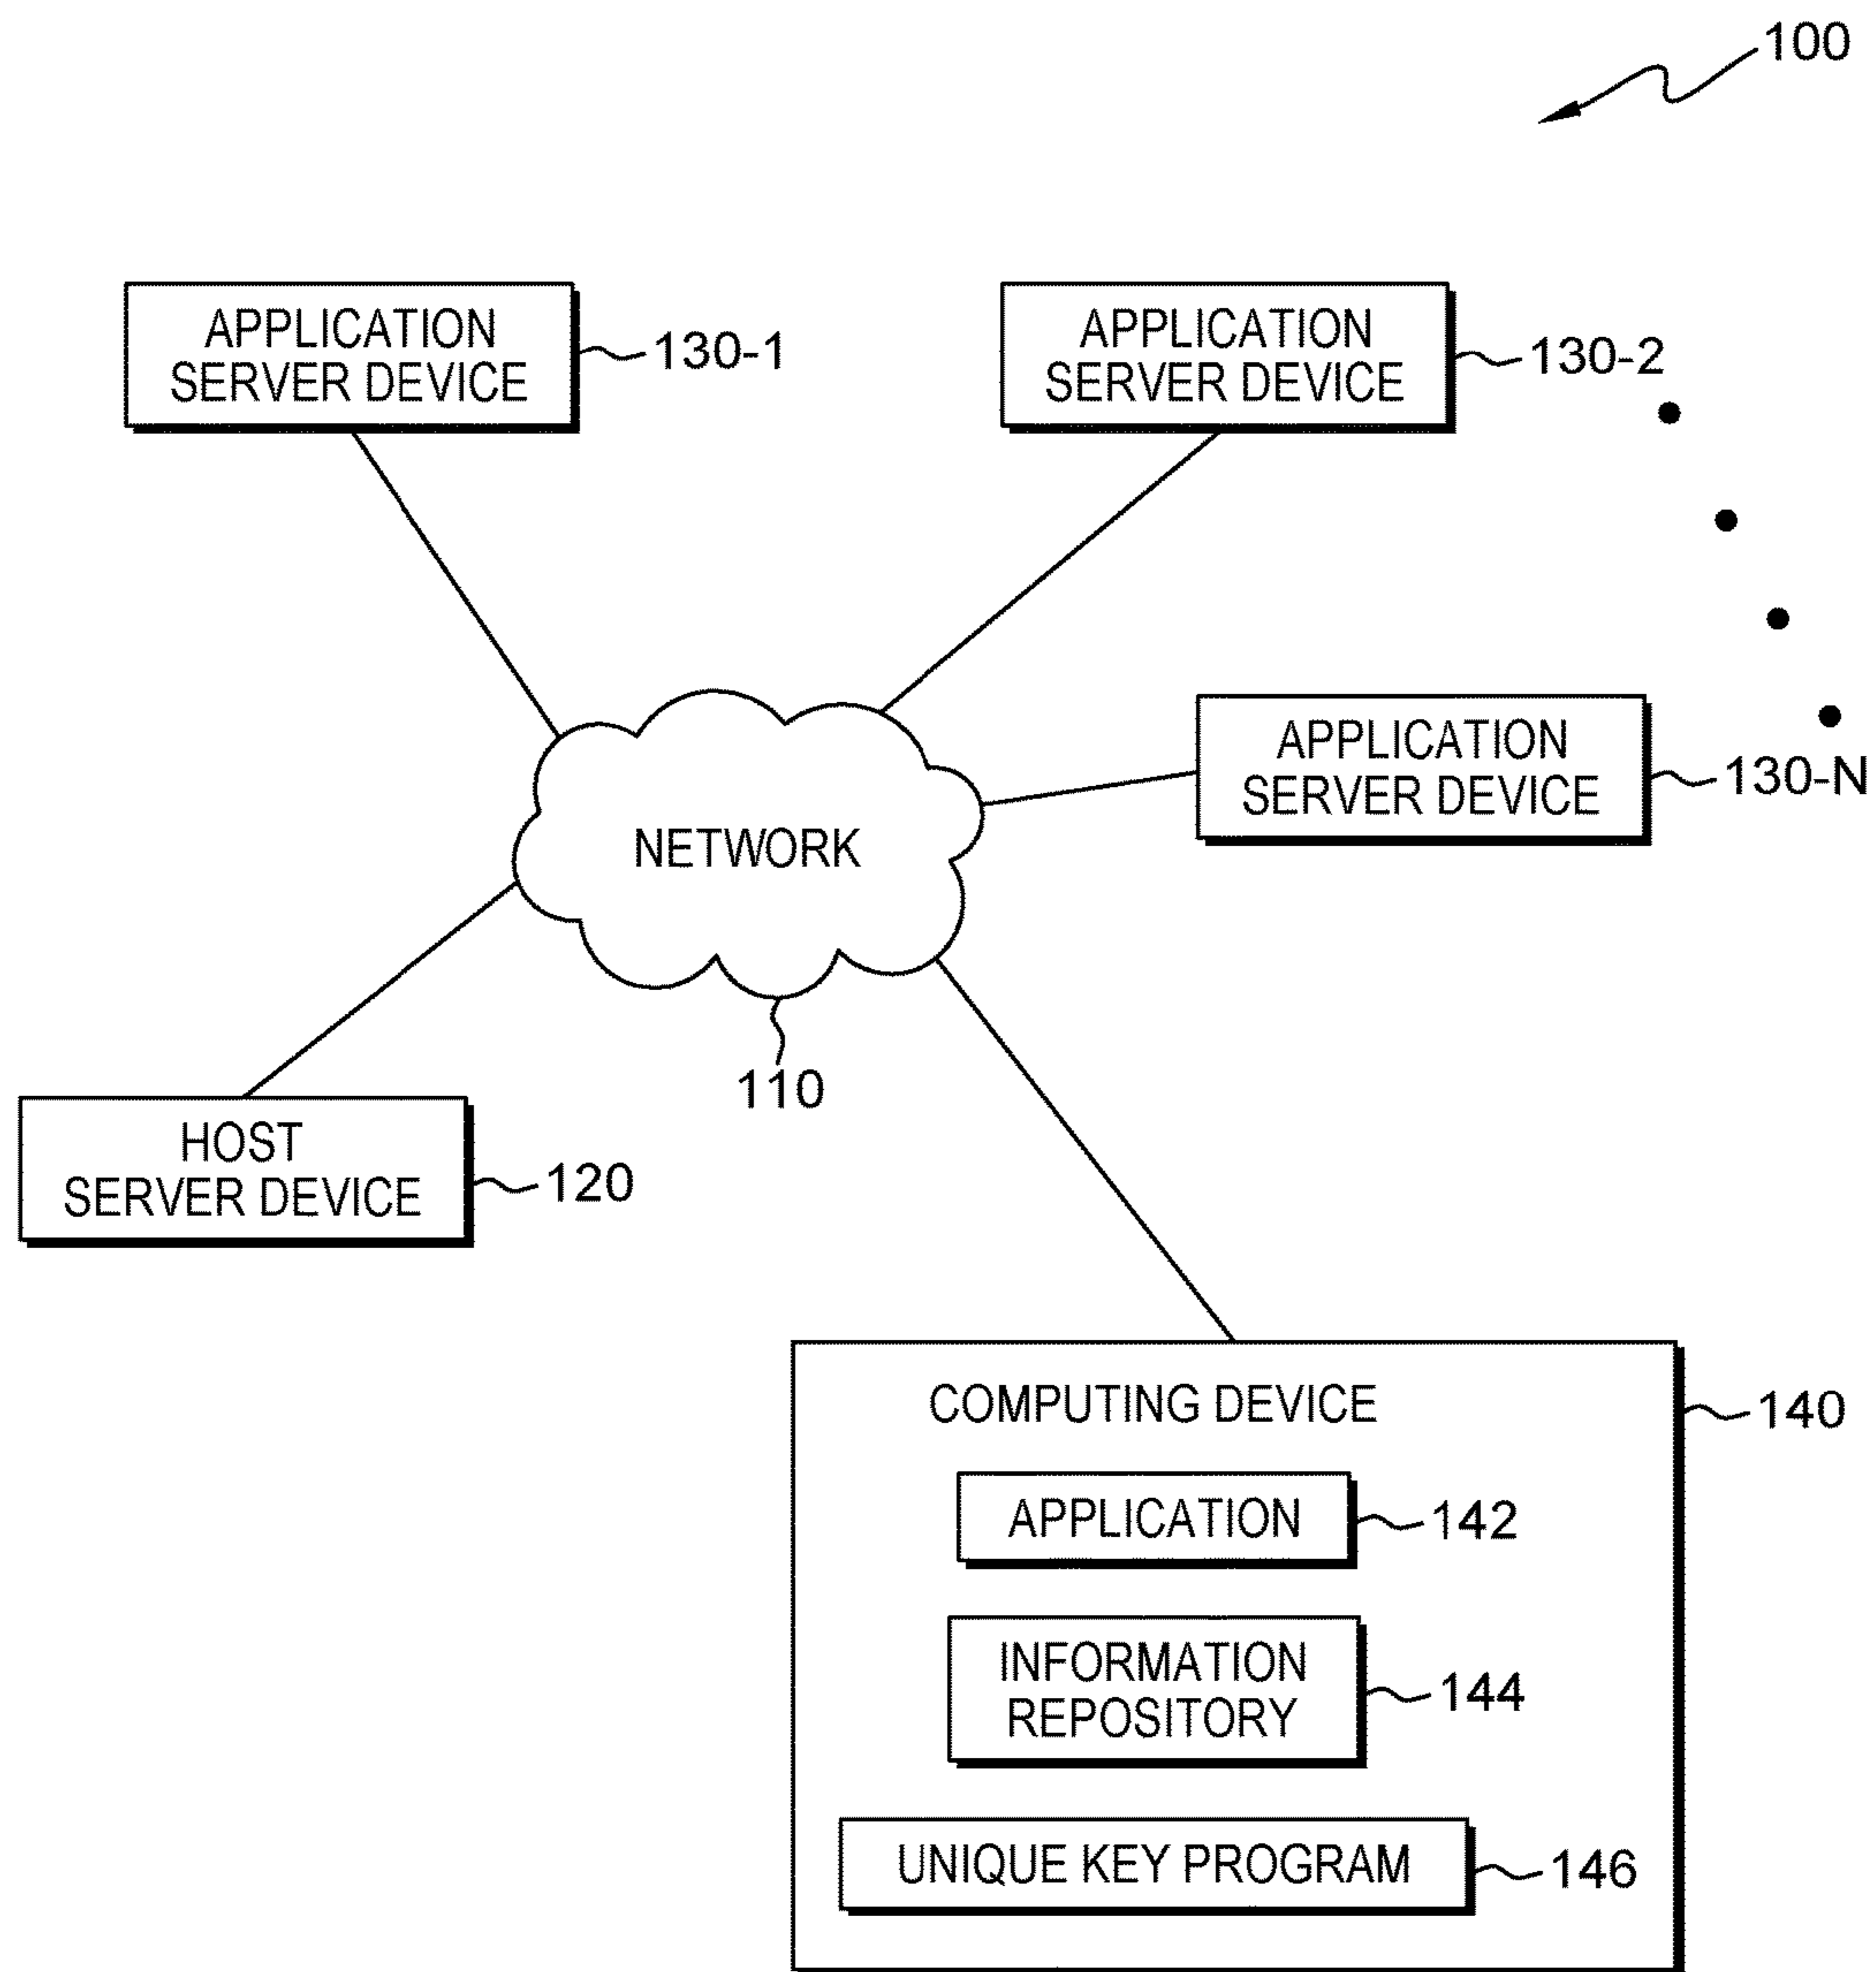 100
APPLICATION
SERVER DEVICE
130-1
APPLICATION
SERVER DEVICE
130-2
APPLICATION
SERVER DEVICE
130-N
NETWORK
110
HOST
SERVER DEVICE
120
COMPUTING DEVICE
140
APPLICATION
142
INFORMATION
REPOSITORY
144
UNIQUE KEY PROGRAM
146